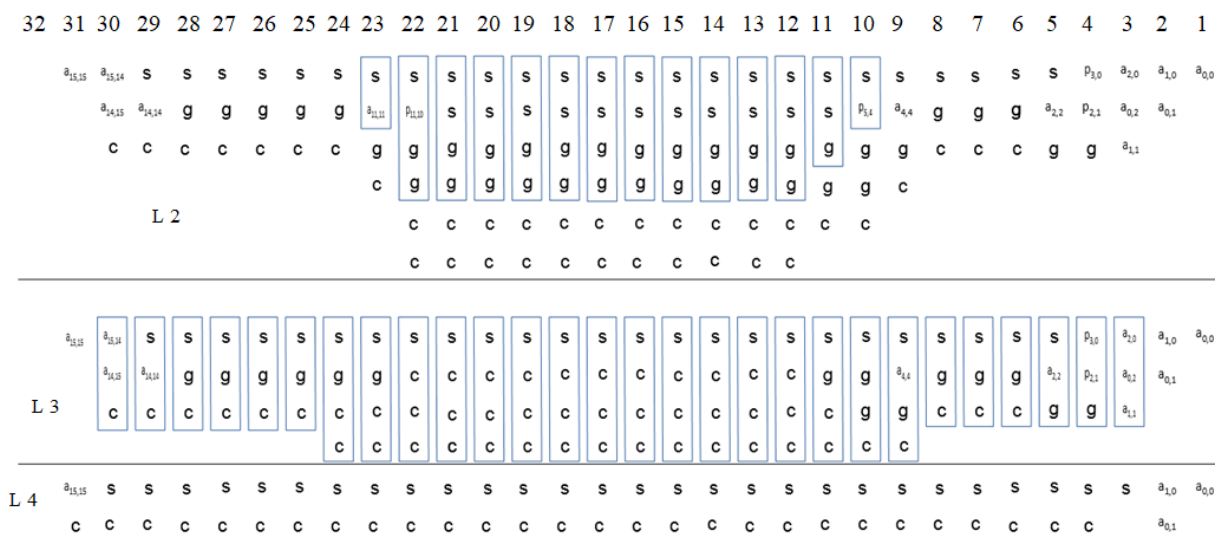 32 31 30 29 28 27 26 25 24 23 22 21 20 19 18 17 16 15 14 13 12 11 10 9 8 7 6 5 4 3 2 1
a15,15 a15,14 s s s s s s s s s s s s s s s s s s s s s s s s s p3,0 a2,0 a1,0 a0,0
a14,15 a14,14 g g g g g a11,11 p11,10 s s s s s s s s s s s p5,4 a4,4 g g g a2,2 p2,1 a0,2 a0,1
c c c c c c c g g g g g g g g g g g g g g g c c c g g a1,1
c g g g g g g g g g g g g g c
L 2
c c c c c c c c c c c c c
c c c c c c c c c c c
a15,15 a15,14 s s s s s s s s s s s s s s s s s s s s s s s s s p3,0 a2,0 a1,0 a0,0
a14,15 a14,14 g g g g g g c c c c c c c c c c c g g a4,4 g g g a2,2 p2,1 a0,2 a0,1
L 3 c c c c c c c c c c c c c c c c c c c c g g c c c g g a1,1
c c c c c c c c c c c c c c c c
L 4 a15,15 s s s s s s s s s s s s s s s s s s s s s s s s s s s s a1,0 a0,0
c c c c c c c c c c c c c c c c c c c c c c c c c c c c a0,1